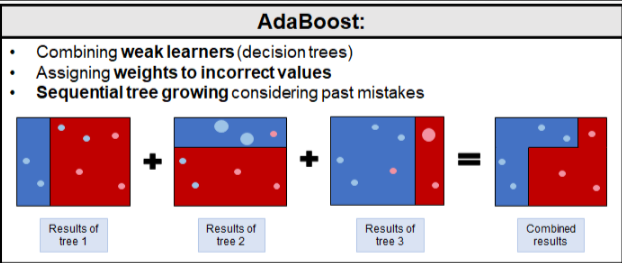 AdaBoost:
• Combining weak learners (decision trees)
• Assigning weights to incorrect values
• Sequential tree growing considering past mistakes
+ + =
Results of tree 1
Results of tree 2
Results of tree 3
Combined results